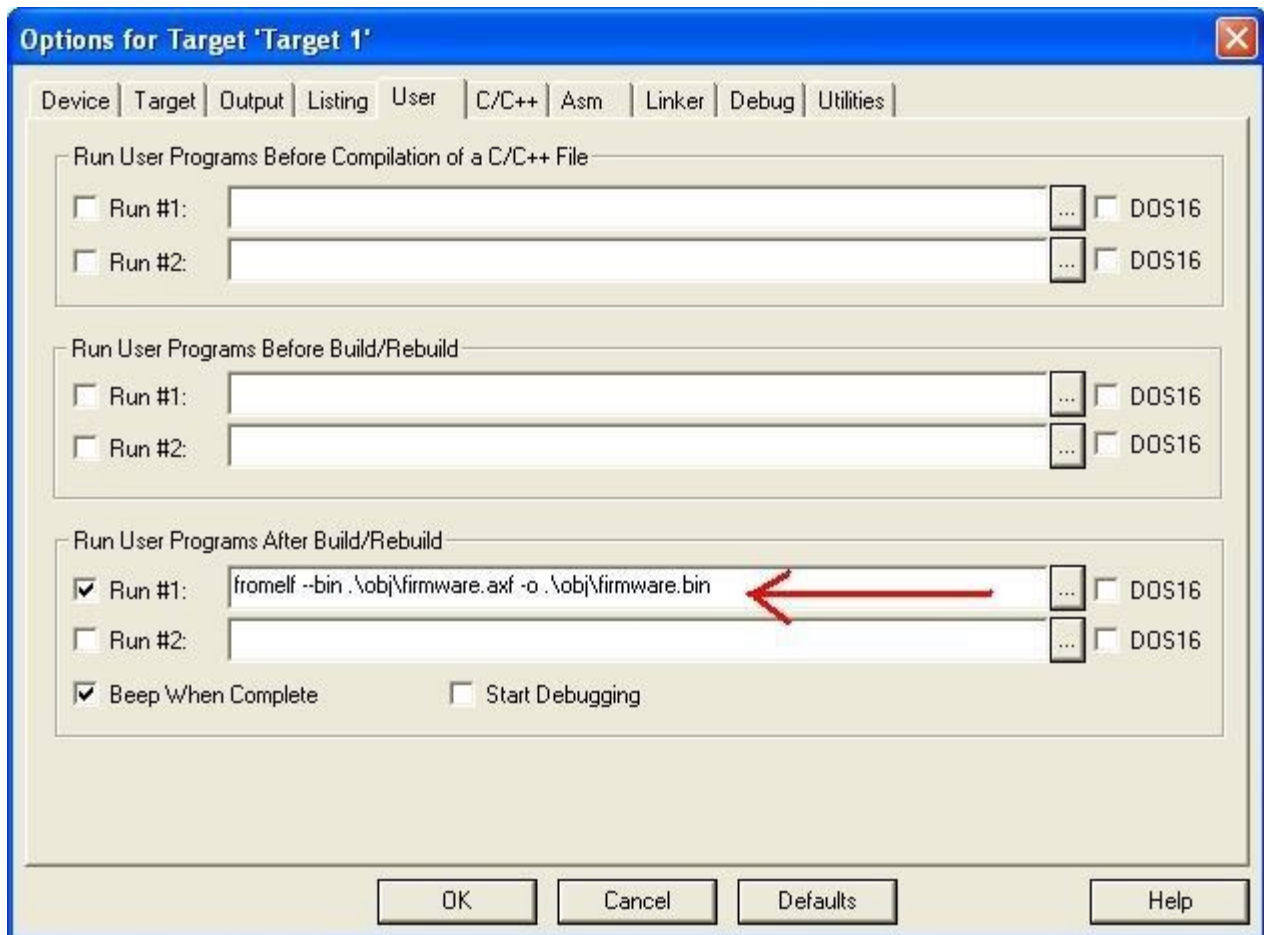 Options for Target 'Target 1'
Device Target Output Listing User C/C++ Asm Linker Debug Utilities
Run User Programs Before Compilation of a C/C++ File
Run #1: ... DOS16
Run #2: ... DOS16
Run User Programs Before Build/Rebuild
Run #1: ... DOS16
Run #2: ... DOS16
Run User Programs After Build/Rebuild
Run #1: fromelf --bin .\obj\firmware.axf -o .\obj\firmware.bin ... DOS16
Run #2: ... DOS16
Beep When Complete Start Debugging
OK Cancel Defaults Help